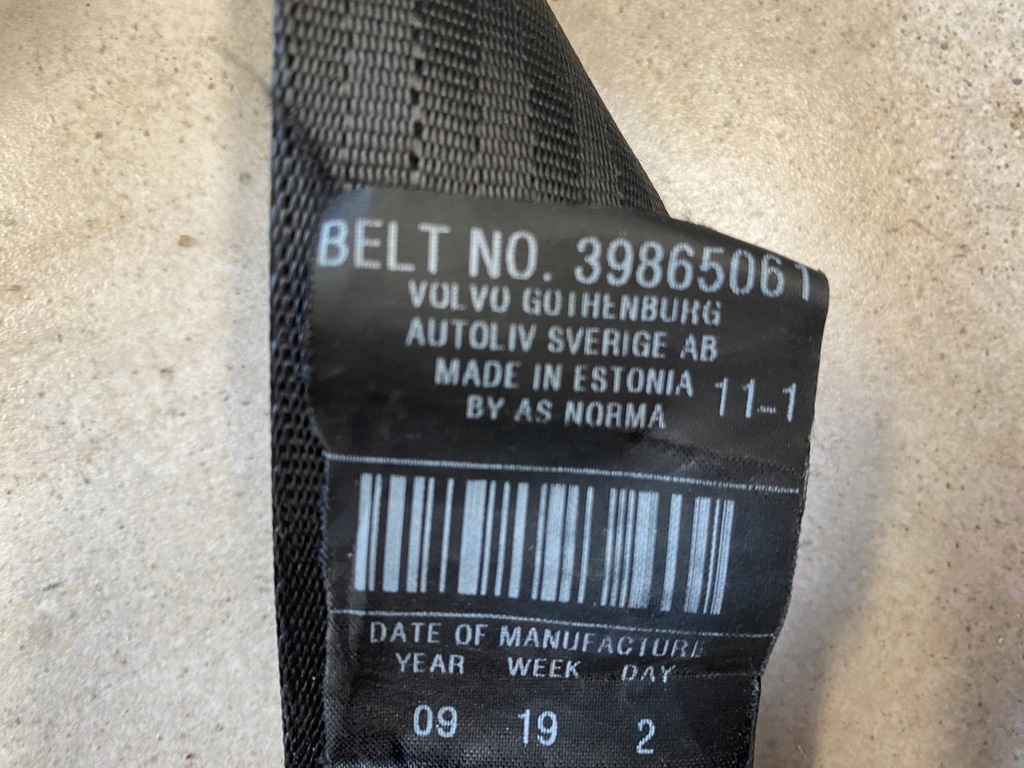 BELT NO. 39865061
VOLVO GOTHENBURG
AUTOLIV SVERIGE AB
MADE IN ESTONIA 11-1
BY AS NORMA
DATE OF MANUFACTURE
YEAR WEEK DAY
09 19 2